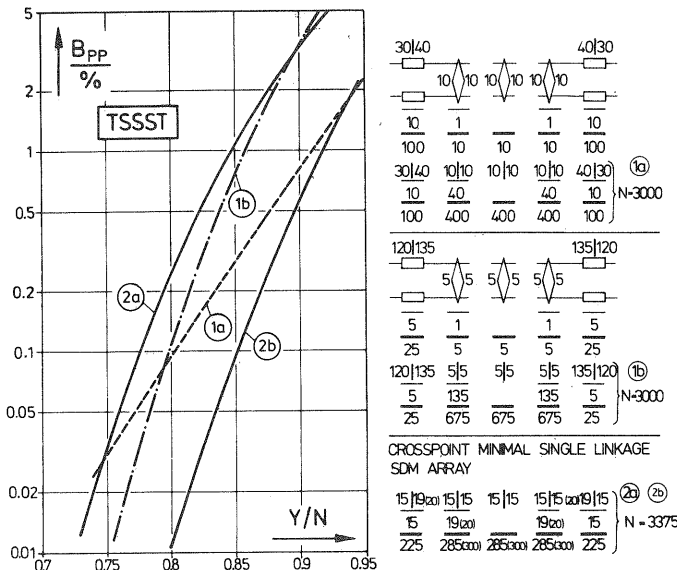 5
B_PP
%
2
TSSST
1
0.5
0.2
0.1
0.05
0.02
0.01
1b
2a
1a
2b
Y/N
0.7 0.75 0.8 0.85 0.9 0.95
30|40 40|30
10 10 10 10 10 10
10 1 1 10
100 10 10 10 100
30|40 10|10 10|10 10|10 40|30 1a
10 40 40 10 N=3000
100 400 400 400 100
120|135 135|120
5 5 5 5 5 5
5 1 1 5
25 5 5 5 25
120|135 5|5 5|5 5|5 135|120 1b
5 135 135 5 N=3000
25 675 675 675 25
CROSSPOINT MINIMAL SINGLE LINKAGE
SDM ARRAY
15|19(20) 15|15 15|15 15|15 (20)19|15 2a 2b
15 19(20) 19(20) 15 N = 3375
225 285(300) 285(300) 285(300) 225